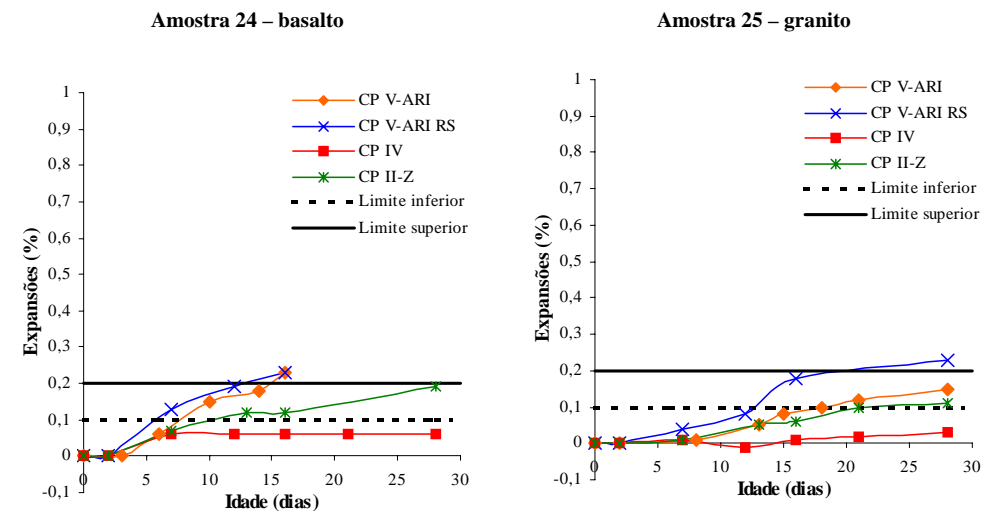 Amostra 24 – basalto
Expansões (%)
1
0,9
0,8
0,7
0,6
0,5
0,4
0,3
0,2
0,1
0
-0,1
0
5
10
15
20
25
30
Idade (dias)
CP V-ARI
CP V-ARI RS
CP IV
CP II-Z
Limite inferior
Limite superior
Amostra 25 – granito
Expansões (%)
1
0,9
0,8
0,7
0,6
0,5
0,4
0,3
0,2
0,1
0
-0,1
0
5
10
15
20
25
30
Idade (dias)
CP V-ARI
CP V-ARI RS
CP IV
CP II-Z
Limite inferior
Limite superior